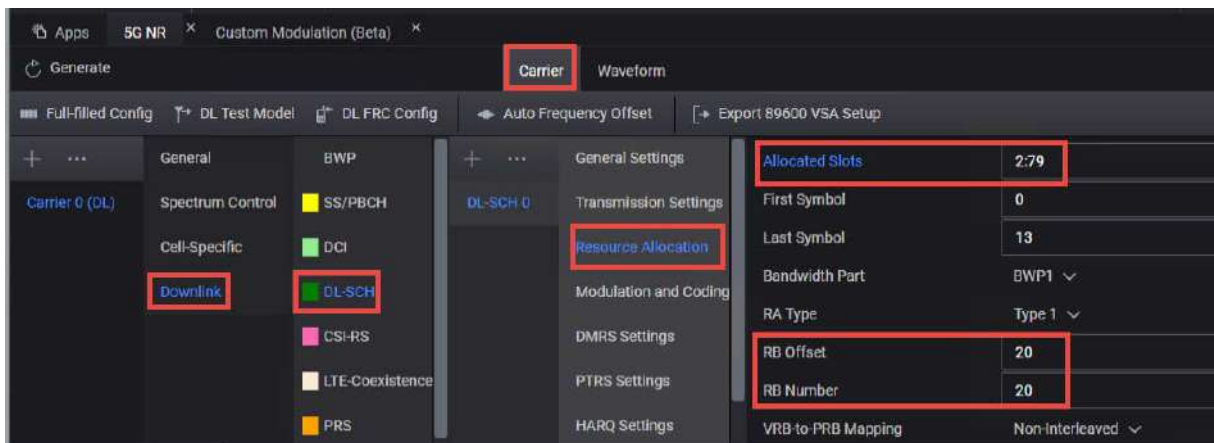 Apps 5G NR × Custom Modulation (Beta) ×
Generate Carrier Waveform
Full-filled Config DL Test Model DL FRC Config Auto Frequency Offset Export 89600 VSA Setup
+ ... General BWP + ... General Settings Allocated Slots 2:79
Carrier 0 (DL) Spectrum Control SS/PBCH DL-SCH 0 Transmission Settings First Symbol 0
Cell-Specific DCI Resource Allocation Last Symbol 13
Downlink DL-SCH Modulation and Coding Bandwidth Part BWP1
CSI-RS DMRS Settings RA Type Type 1
LTE-Coexistence PTRS Settings RB Offset 20
PRS HARQ Settings RB Number 20
VRB-to-PRB Mapping Non-Interleaved